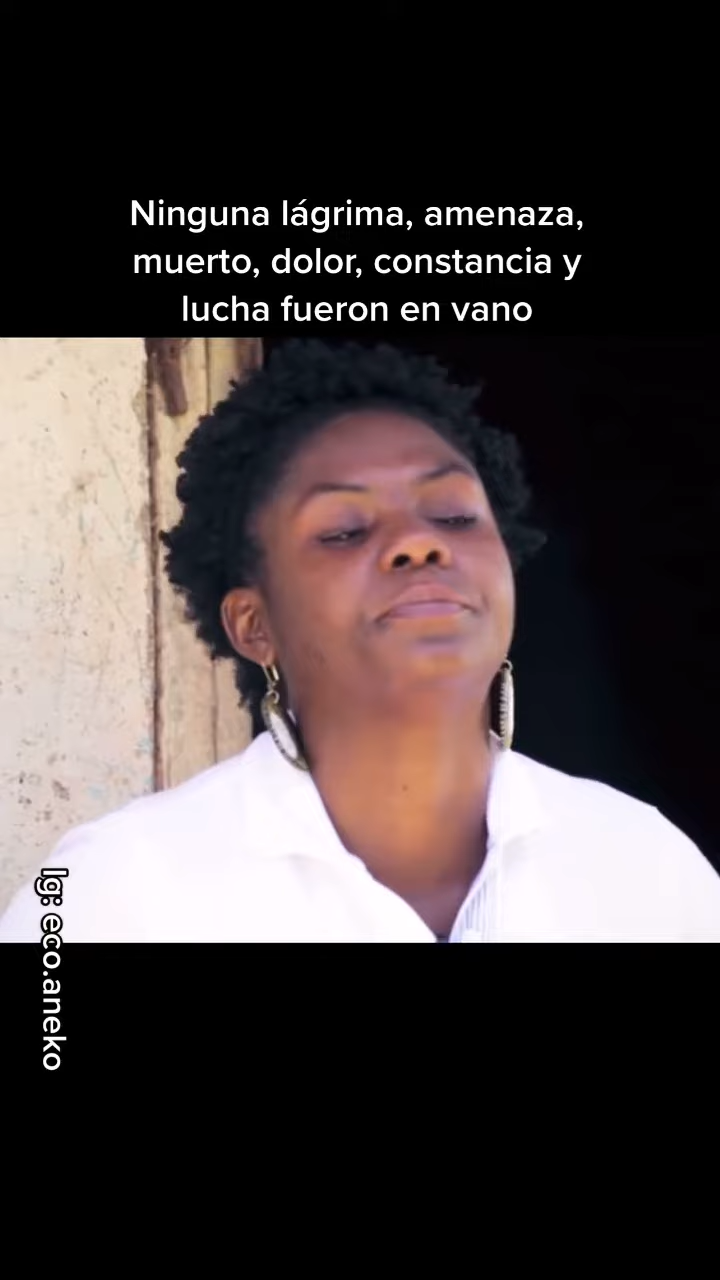 Ninguna lágrima, amenaza,
muerto, dolor, constancia y
lucha fueron en vano
Ig: eco.aneko